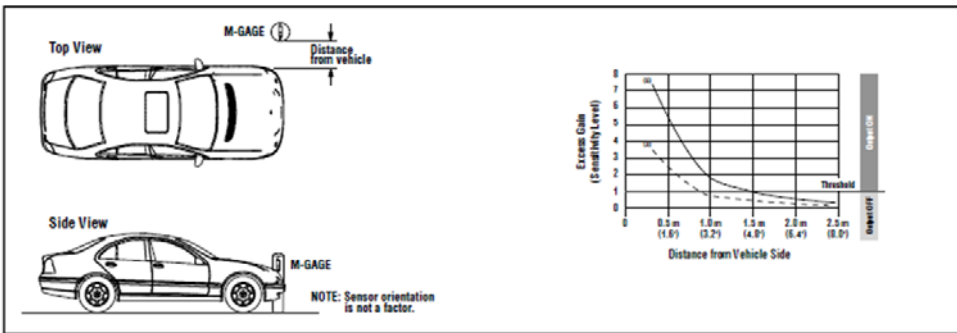 M-GAGE
Top View
Distance
from vehicle
Side View
M-GAGE
NOTE: Sensor orientation
is not a factor.
Excess Gain
(Sensitivity Level)
8
7
6
5
4
3
2
1
0
Threshold
Output ON
Output OFF
0
0.5 m
1.0 m
1.5 m
2.0 m
2.5 m
(1.6')
(3.2')
(4.8')
(6.4')
(8.0')
Distance from Vehicle Side